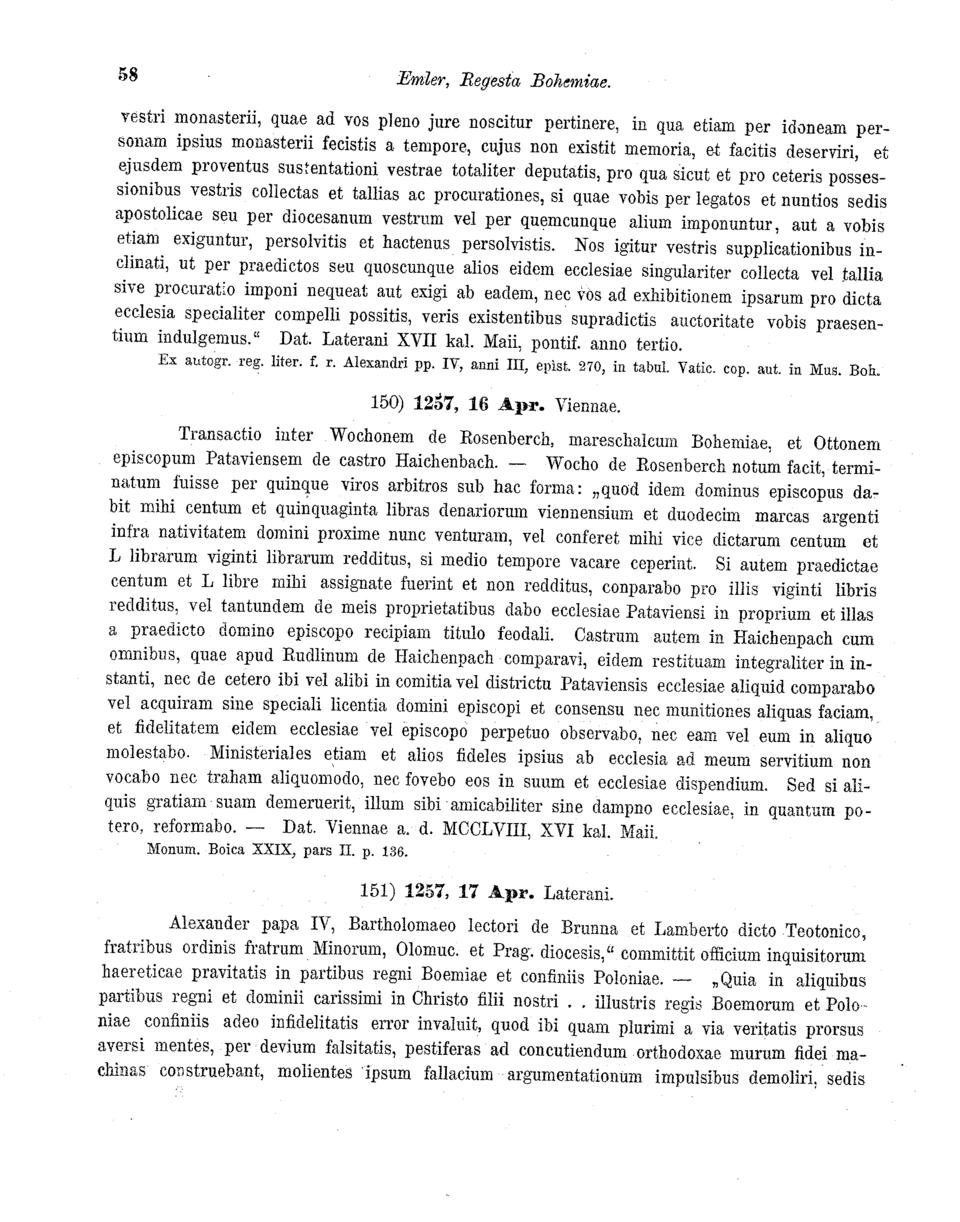 58
Emler, Regesta Bohemiae.
vestri monasterii, quae ad vos pleno jure noscitur pertinere, in qua etiam per idoneam per-
sonam ipsius monasterii fecistis a tempore, cujus non existit memoria, et facitis deserviri, et
ejusdem proventus sustentationi vestrae totaliter deputatis, pro qua sicut et pro ceteris posses-
sionibus vestris collectas et tallias ac procurationes, si quae vobis per legatos et nuntios sedis
apostolicae seu per diocesanum vestrum vel per quemcunque alium imponuntur, aut a vobis
etiam exiguntur, persolvitis et hactenus persolvistis. Nos igitur vestris supplicationibus in-
clinati, ut per praedictos seu quoscunque alios eidem ecclesiae singulariter collecta vel tallia
sive procuratio imponi nequeat aut exigi ab eadem, nec vos ad exhibitionem ipsarum pro dicta
ecclesia specialiter compelli possitis, veris existentibus supradictis auctoritate vobis praesen-
tium indulgemus.“ Dat. Laterani XVII kal. Maii, pontif. anno tertio.
Ex autogr. reg. liter. f. r. Alexandri pp. IV, anni III, epist. 270, in tabul. Vatic. cop. aut. in Mus. Boh.
150) 1257, 16 Apr. Viennae.
Transactio inter Wochonem de Rosenberch, mareschalcum Bohemiae, et Ottonem
episcopum Pataviensem de castro Haichenbach. — Wocho de Rosenberch notum facit, termi-
natum fuisse per quinque viros arbitros sub hac forma: „quod idem dominus episcopus da-
bit mihi centum et quinquaginta libras denariorum viennensium et duodecim marcas argenti
infra nativitatem domini proxime nunc venturam, vel conferet mihi vice dictarum centum et
L librarum viginti librarum redditus, si medio tempore vacare ceperint. Si autem praedictae
centum et L libre mihi assignate fuerint et non redditus, conparabo pro illis viginti libris
redditus, vel tantundem de meis proprietatibus dabo ecclesiae Pataviensi in proprium et illas
a praedicto domino episcopo recipiam titulo feodali. Castrum autem in Haichenpach cum
omnibus, quae apud Rudlinum de Haichenpach comparavi, eidem restituam integraliter in in-
stanti, nec de cetero ibi vel alibi in comitia vel districtu Pataviensis ecclesiae aliquid comparabo
vel acquiram sine speciali licentia domini episcopi et consensu nec munitiones aliquas faciam,
et fidelitatem eidem ecclesiae vel episcopo perpetuo observabo, nec eam vel eum in aliquo
molestabo. Ministeriales etiam et alios fideles ipsius ab ecclesia ad meum servitium non
vocabo nec traham aliquomodo, nec fovebo eos in suum et ecclesiae dispendium. Sed si ali-
quis gratiam suam demeruerit, illum sibi amicabiliter sine dampno ecclesiae, in quantum po-
tero, reformabo. — Dat. Viennae a. d. MCCLVIII, XVI kal. Maii.
Monum. Boica XXIX, pars II. p. 136.
151) 1257, 17 Apr. Laterani.
Alexander papa IV, Bartholomaeo lectori de Brunna et Lamberto dicto Teotonico,
fratribus ordinis fratrum Minorum, Olomuc. et Prag. diocesis,“ committit officium inquisitorum
haereticae pravitatis in partibus regni Boemiae et confiniis Poloniae. — „Quia in aliquibus
partibus regni et dominii carissimi in Christo filii nostri . . illustris regis Boemorum et Polo-
niae confiniis adeo infidelitatis error invaluit, quod ibi quam plurimi a via veritatis prorsus
aversi mentes, per devium falsitatis, pestiferas ad concutiendum orthodoxae murum fidei ma-
chinas construebant, molientes ipsum fallacium argumentationum impulsibus demoliri, sedis